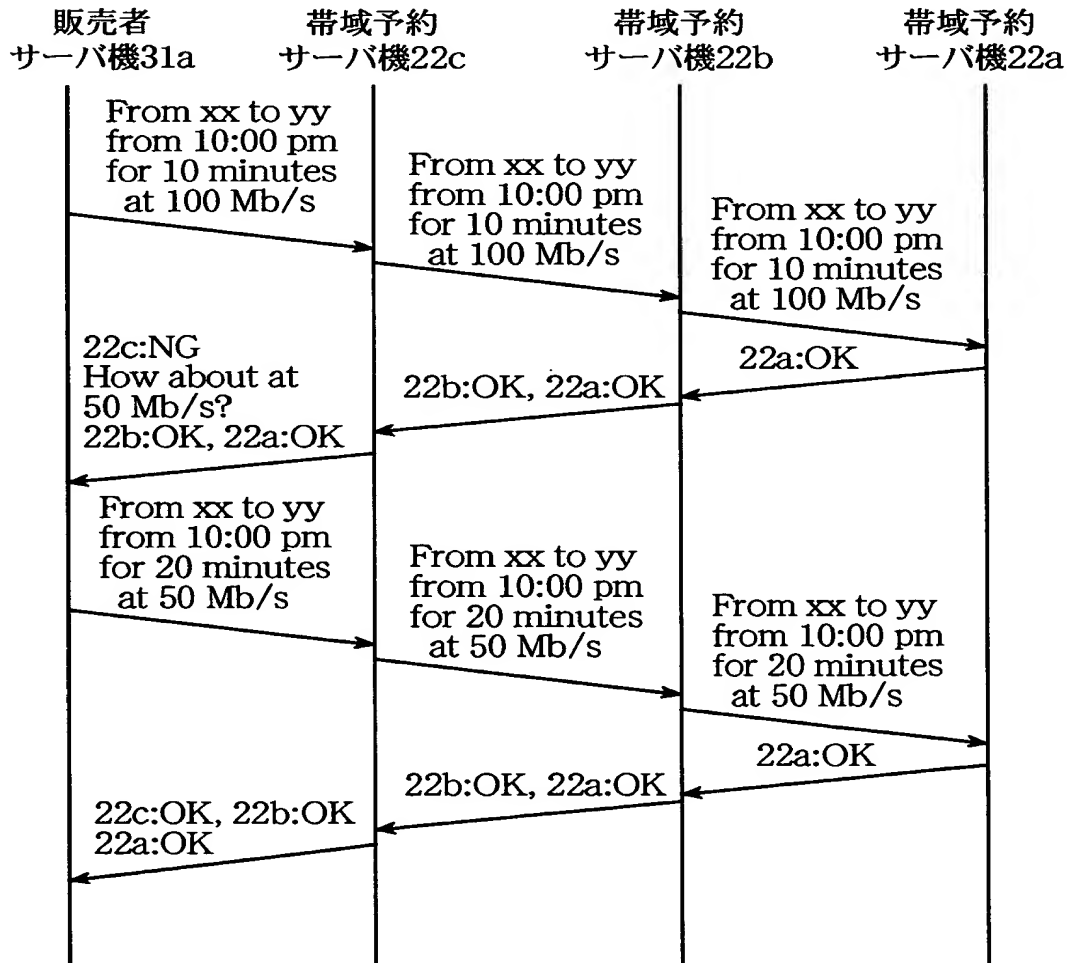 販売者
サーバ機31a
帯域予約
サーバ機22c
帯域予約
サーバ機22b
帯域予約
サーバ機22a
From xx to yy
from 10:00 pm
for 10 minutes
at 100 Mb/s
From xx to yy
from 10:00 pm
for 10 minutes
at 100 Mb/s
From xx to yy
from 10:00 pm
for 10 minutes
at 100 Mb/s
22a:OK
22b:OK, 22a:OK
22c:NG
How about at
50 Mb/s?
22b:OK, 22a:OK
From xx to yy
from 10:00 pm
for 20 minutes
at 50 Mb/s
From xx to yy
from 10:00 pm
for 20 minutes
at 50 Mb/s
From xx to yy
from 10:00 pm
for 20 minutes
at 50 Mb/s
22a:OK
22b:OK, 22a:OK
22c:OK, 22b:OK
22a:OK